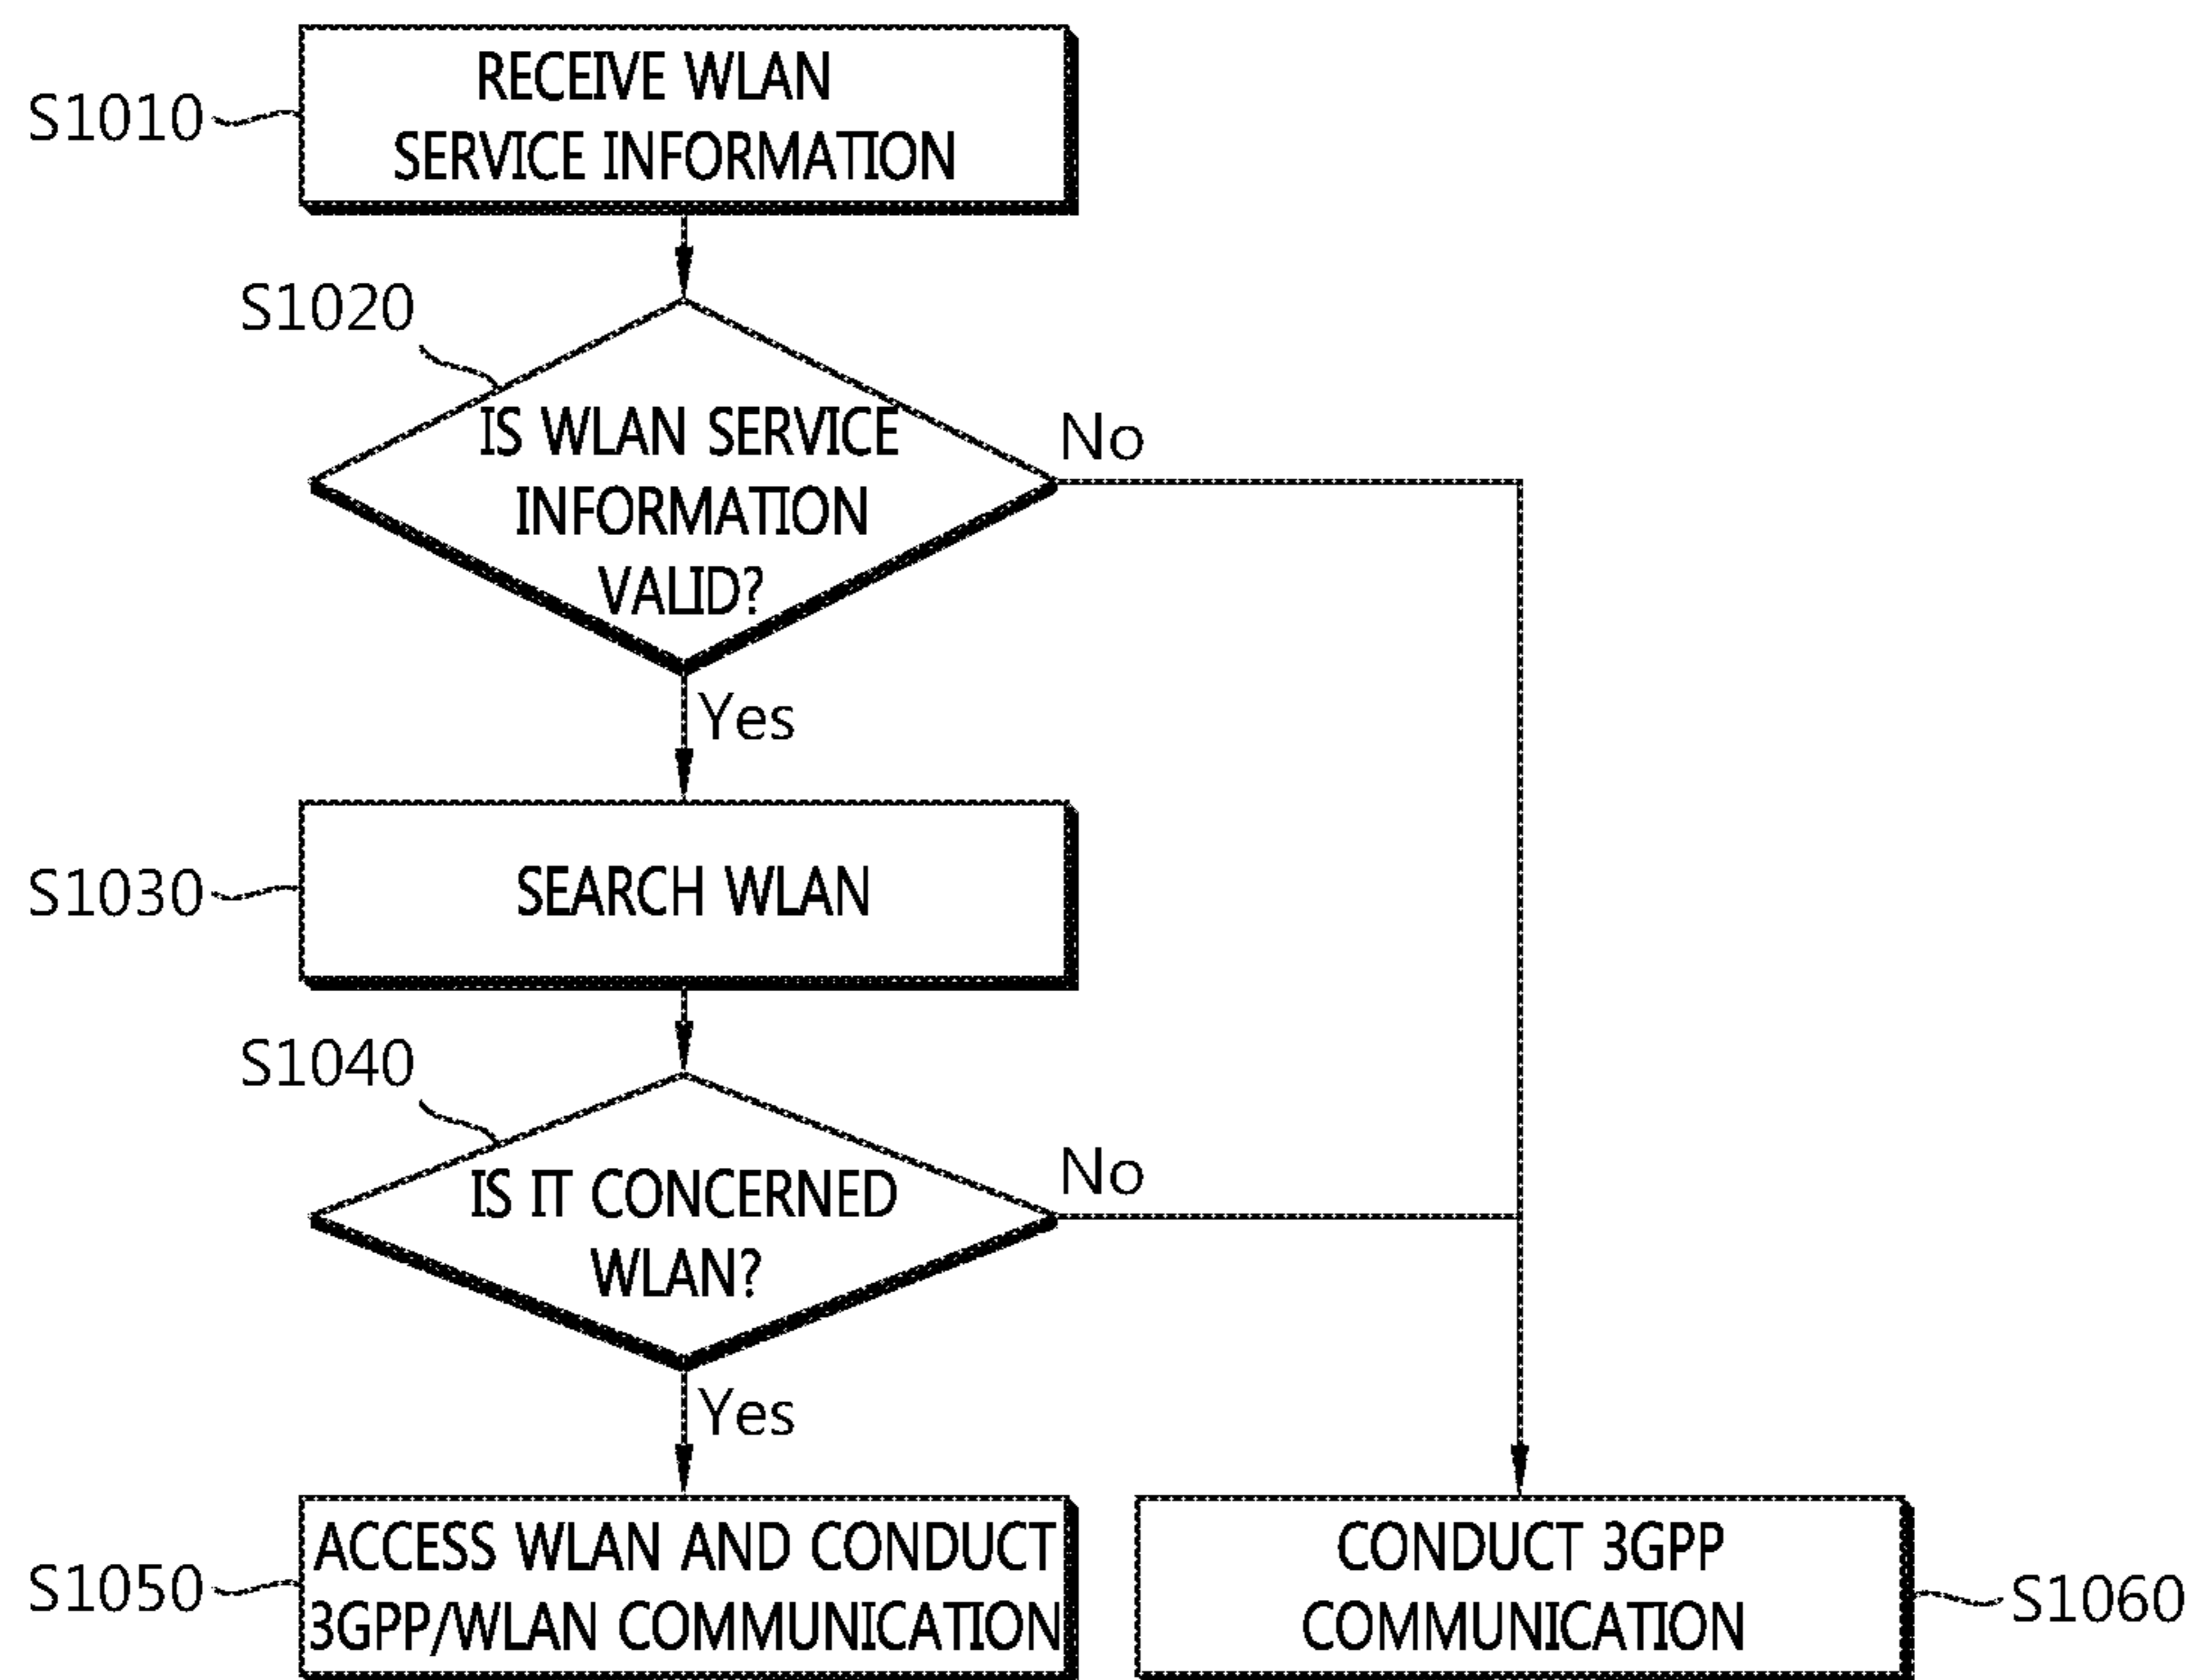 S1010
RECEIVE WLAN
SERVICE INFORMATION
S1020
IS WLAN SERVICE
INFORMATION
VALID?
No
Yes
S1030
SEARCH WLAN
S1040
IS IT CONCERNED
WLAN?
No
Yes
S1050
ACCESS WLAN AND CONDUCT
3GPP/WLAN COMMUNICATION
CONDUCT 3GPP
COMMUNICATION
S1060